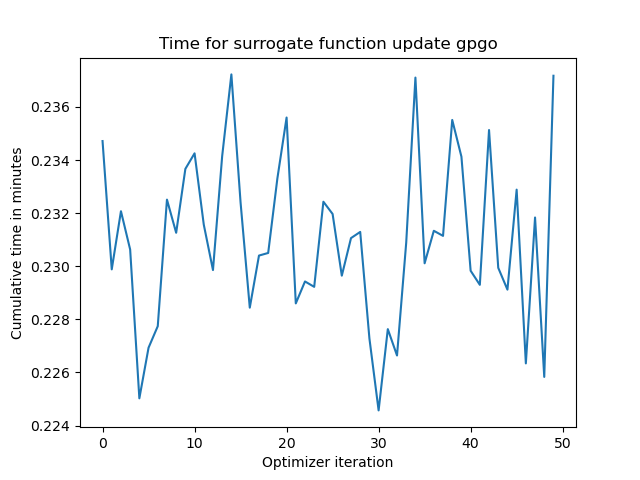 Time for surrogate function update gpgo
Cumulative time in minutes
0.236
0.234
0.232
0.230
0.228
0.226
0.224
0 10 20 30 40 50
Optimizer iteration